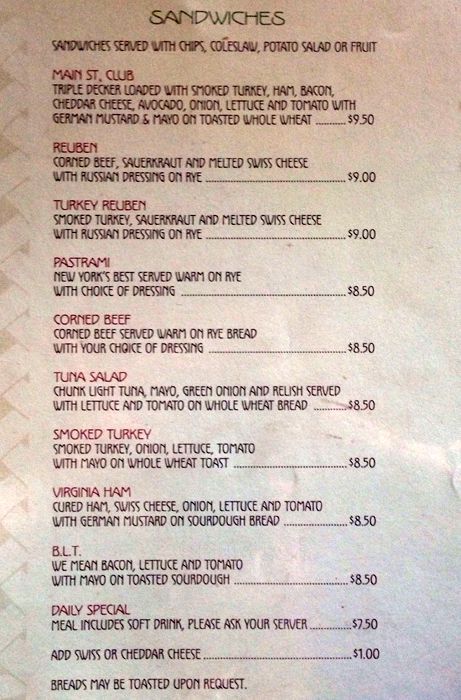 SANDWICHES
SANDWICHES SERVED WITH CHIPS, COLESLAW, POTATO SALAD OR FRUIT
MAIN ST. CLUB
TRIPLE DECKER LOADED WITH SMOKED TURKEY, HAM, BACON,
CHEDDAR CHEESE, AVOCADO, ONION, LETTUCE AND TOMATO WITH
GERMAN MUSTARD & MAYO ON TOASTED WHOLE WHEAT ..........$9.50
REUBEN
CORNED BEEF, SAUERKRAUT AND MELTED SWISS CHEESE
WITH RUSSIAN DRESSING ON RYE ..............................................$9.00
TURKEY REUBEN
SMOKED TURKEY, SAUERKRAUT AND MELTED SWISS CHEESE
WITH RUSSIAN DRESSING ON RYE ..............................................$9.00
PASTRAMI
NEW YORK'S BEST SERVED WARM ON RYE
WITH CHOICE OF DRESSING ......................................................$8.50
CORNED BEEF
CORNED BEEF SERVED WARM ON RYE BREAD
WITH YOUR CHOICE OF DRESSING .............................................$8.50
TUNA SALAD
CHUNK LIGHT TUNA, MAYO, GREEN ONION AND RELISH SERVED
WITH LETTUCE AND TOMATO ON WHOLE WHEAT BREAD ...........$8.50
SMOKED TURKEY
SMOKED TURKEY, ONION, LETTUCE, TOMATO
WITH MAYO ON WHOLE WHEAT TOAST .....................................$8.50
VIRGINIA HAM
CURED HAM, SWISS CHEESE, ONION, LETTUCE AND TOMATO
WITH GERMAN MUSTARD ON SOURDOUGH BREAD .....................$8.50
B.L.T.
WE MEAN BACON, LETTUCE AND TOMATO
WITH MAYO ON TOASTED SOURDOUGH .....................................$8.50
DAILY SPECIAL
MEAL INCLUDES SOFT DRINK, PLEASE ASK YOUR SERVER.............$7.50
ADD SWISS OR CHEDDAR CHEESE.................................................$1.00
BREADS MAY BE TOASTED UPON REQUEST.